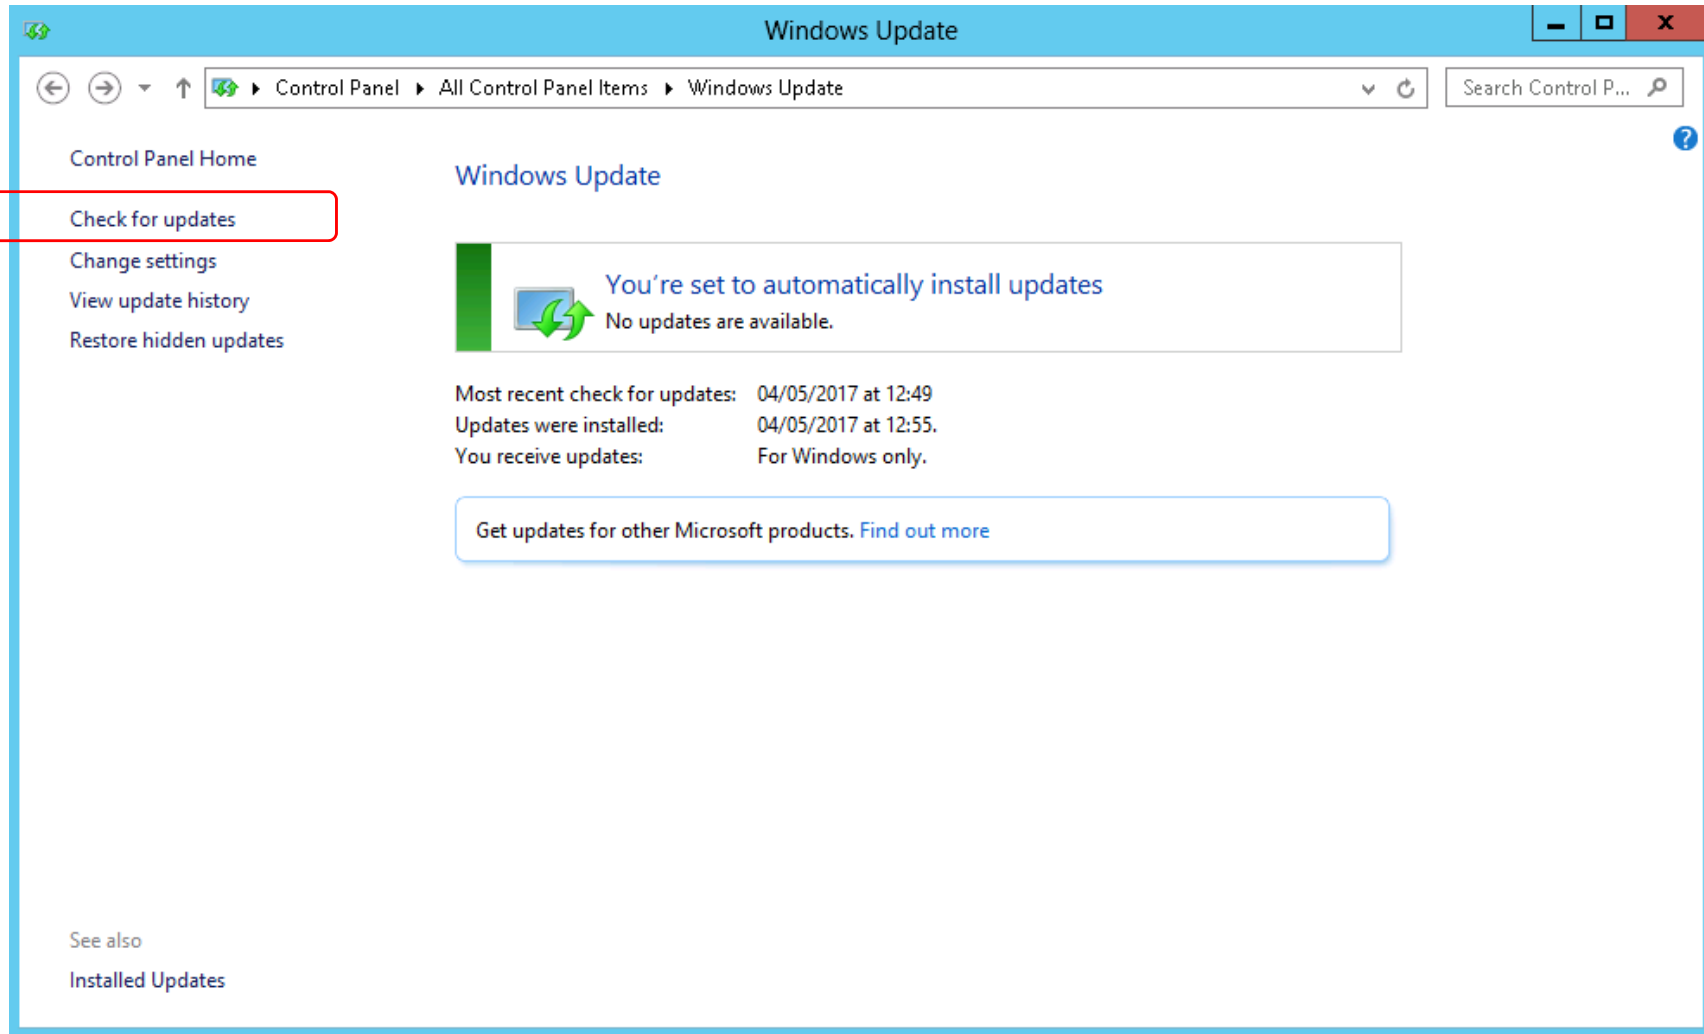 Windows Update
Control Panel All Control Panel Items Windows Update
Search Control P...
Control Panel Home
Check for updates
Change settings
View update history
Restore hidden updates
Windows Update
You're set to automatically install updates
No updates are available.
Most recent check for updates: 04/05/2017 at 12:49
Updates were installed: 04/05/2017 at 12:55.
You receive updates: For Windows only.
Get updates for other Microsoft products. Find out more
See also
Installed Updates